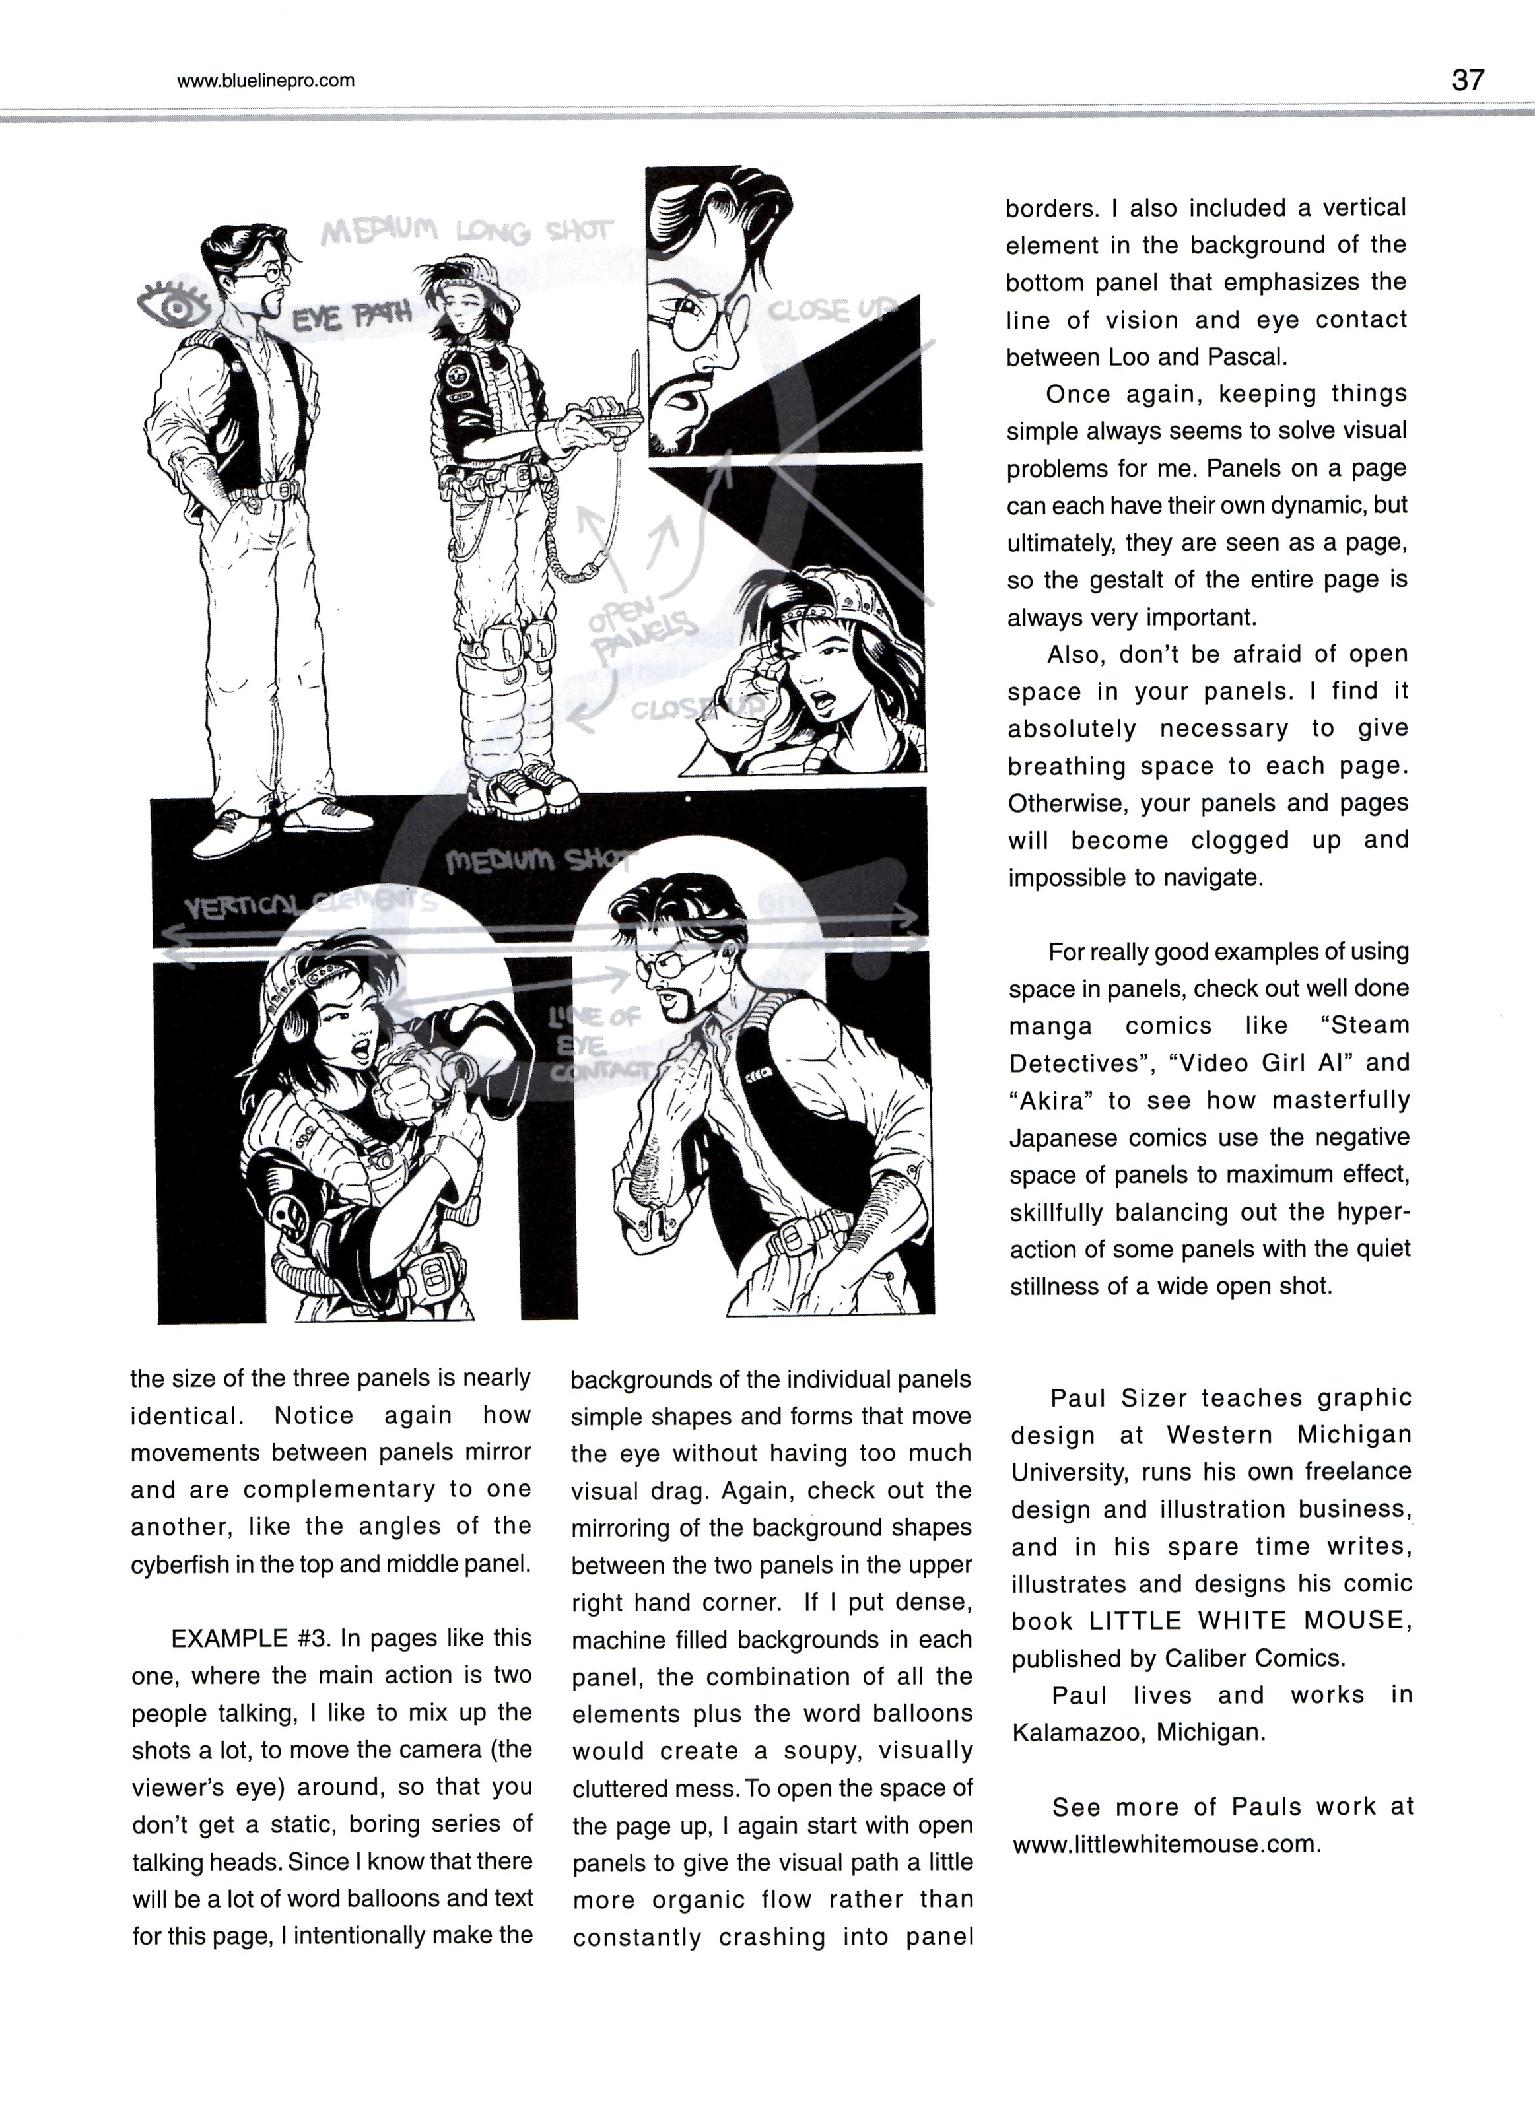 www.bluelinepro.com
37
MEDIUM LONG SHOT
EYE PATH
CLOSE UP
OPEN
PANELS
CLOSE UP
MEDIUM SHOT
VERTICAL ELEMENTS
LINE OF
EYE
CONTACT
the size of the three panels is nearly
identical. Notice again how
movements between panels mirror
and are complementary to one
another, like the angles of the
cyberfish in the top and middle panel.
EXAMPLE #3. In pages like this
one, where the main action is two
people talking, I like to mix up the
shots a lot, to move the camera (the
viewer's eye) around, so that you
don't get a static, boring series of
talking heads. Since I know that there
will be a lot of word balloons and text
for this page, I intentionally make the
backgrounds of the individual panels
simple shapes and forms that move
the eye without having too much
visual drag. Again, check out the
mirroring of the background shapes
between the two panels in the upper
right hand corner. If I put dense,
machine filled backgrounds in each
panel, the combination of all the
elements plus the word balloons
would create a soupy, visually
cluttered mess. To open the space of
the page up, I again start with open
panels to give the visual path a little
more organic flow rather than
constantly crashing into panel
borders. I also included a vertical
element in the background of the
bottom panel that emphasizes the
line of vision and eye contact
between Loo and Pascal.
Once again, keeping things
simple always seems to solve visual
problems for me. Panels on a page
can each have their own dynamic, but
ultimately, they are seen as a page,
so the gestalt of the entire page is
always very important.
Also, don't be afraid of open
space in your panels. I find it
absolutely necessary to give
breathing space to each page.
Otherwise, your panels and pages
will become clogged up and
impossible to navigate.
For really good examples of using
space in panels, check out well done
manga comics like “Steam
Detectives”, “Video Girl AI” and
“Akira” to see how masterfully
Japanese comics use the negative
space of panels to maximum effect,
skillfully balancing out the hyper-
action of some panels with the quiet
stillness of a wide open shot.
Paul Sizer teaches graphic
design at Western Michigan
University, runs his own freelance
design and illustration business,
and in his spare time writes,
illustrates and designs his comic
book LITTLE WHITE MOUSE,
published by Caliber Comics.
Paul lives and works in
Kalamazoo, Michigan.
See more of Pauls work at
www.littlewhitemouse.com.